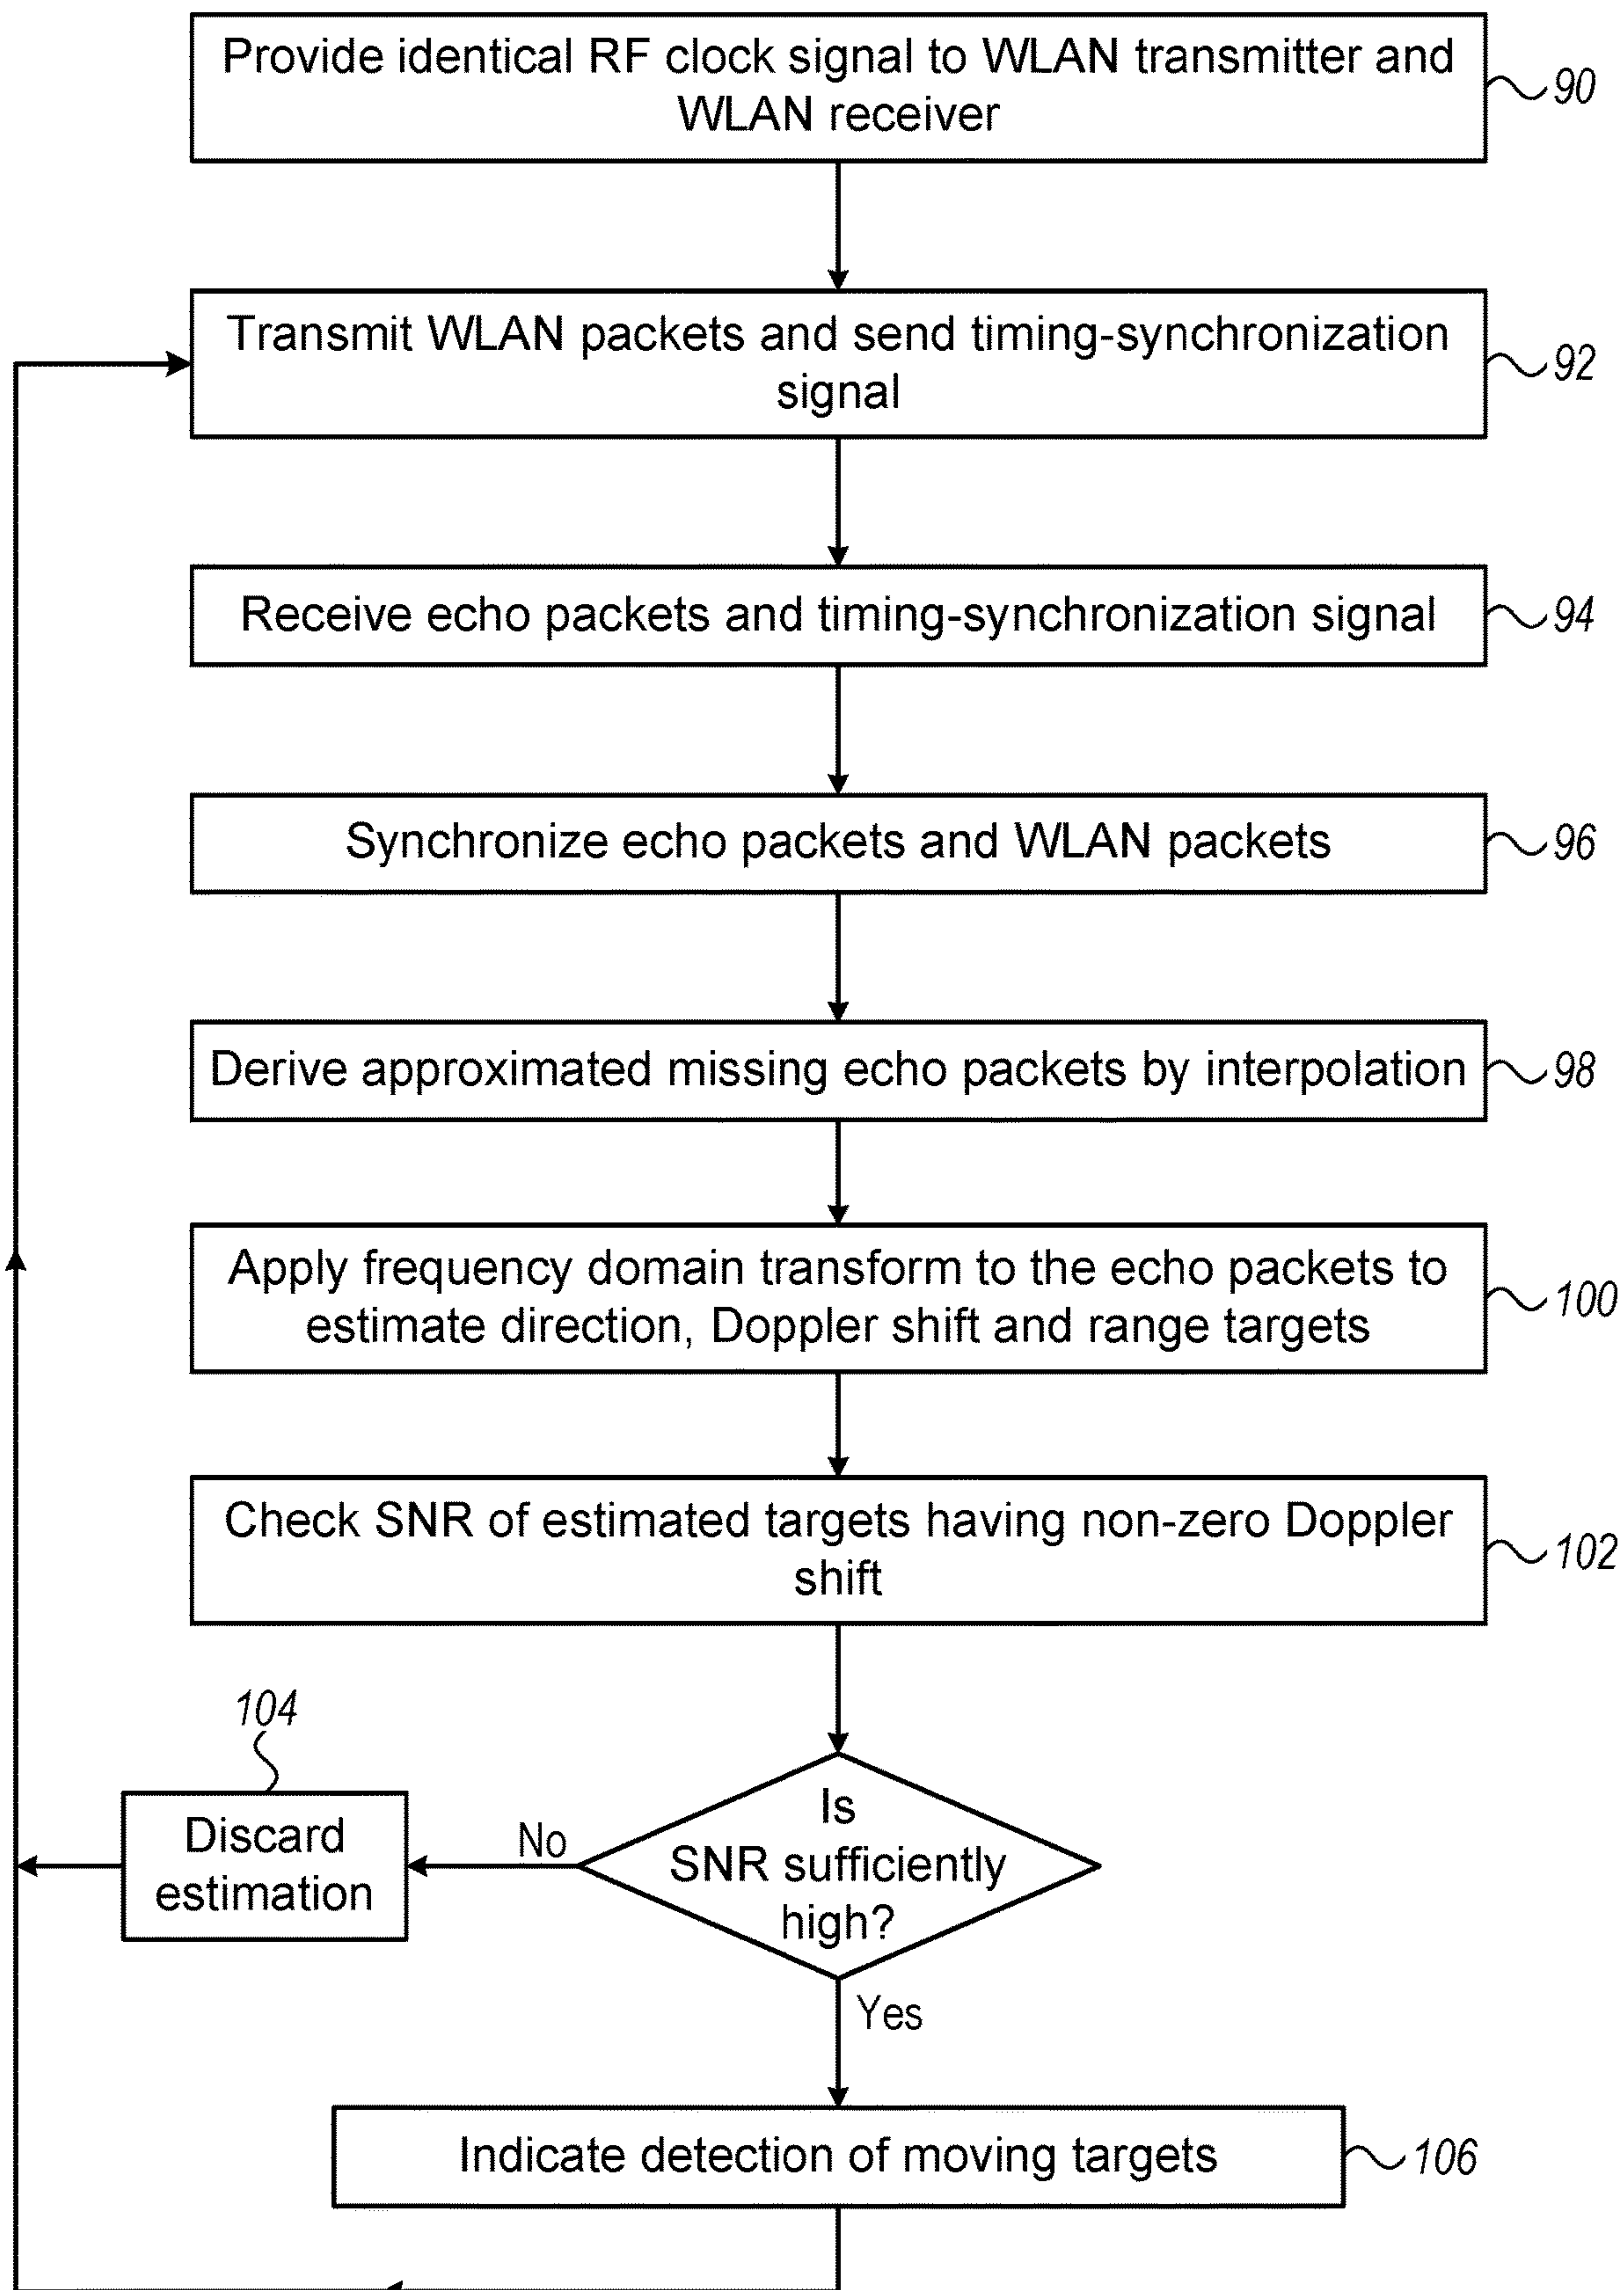 Provide identical RF clock signal to WLAN transmitter and
WLAN receiver
90
Transmit WLAN packets and send timing-synchronization
signal
92
Receive echo packets and timing-synchronization signal
94
Synchronize echo packets and WLAN packets
96
Derive approximated missing echo packets by interpolation
98
Apply frequency domain transform to the echo packets to
estimate direction, Doppler shift and range targets
100
Check SNR of estimated targets having non-zero Doppler
shift
102
104
Discard
estimation
No
Is
SNR sufficiently
high?
Yes
Indicate detection of moving targets
106